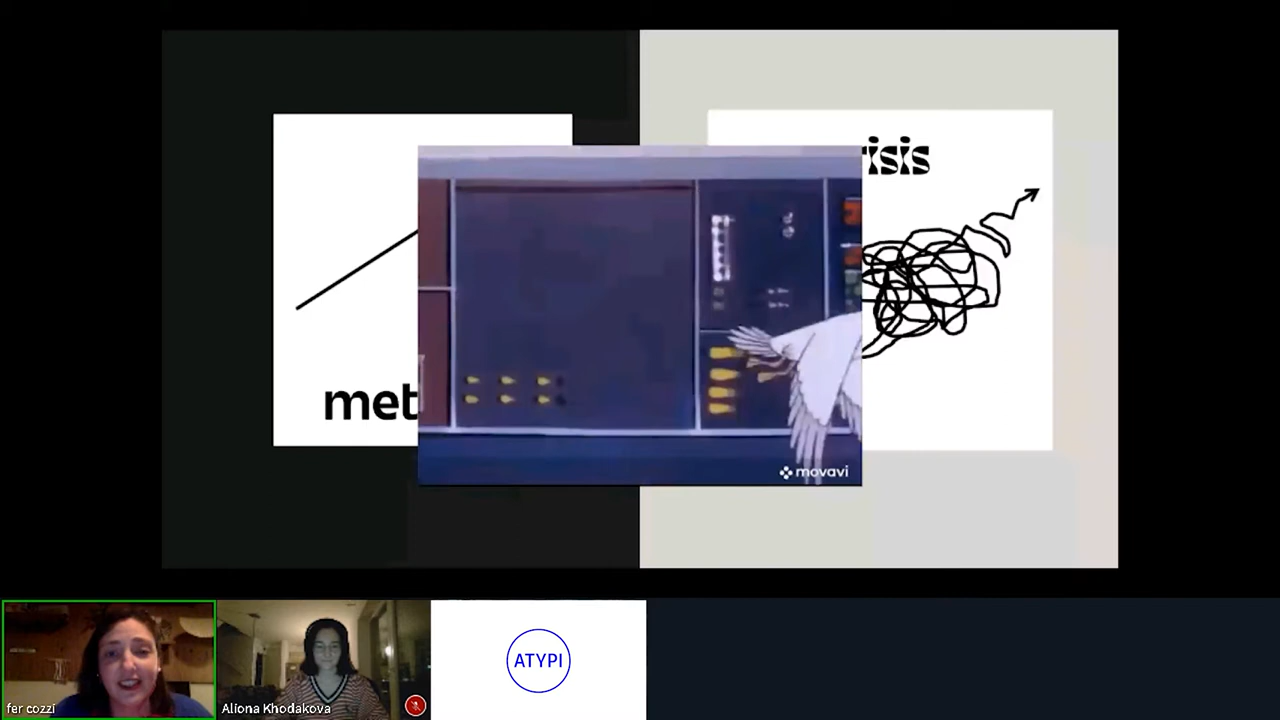 risis
met
movavi
fer cozzi
Aliona Khodakova
ATYPI